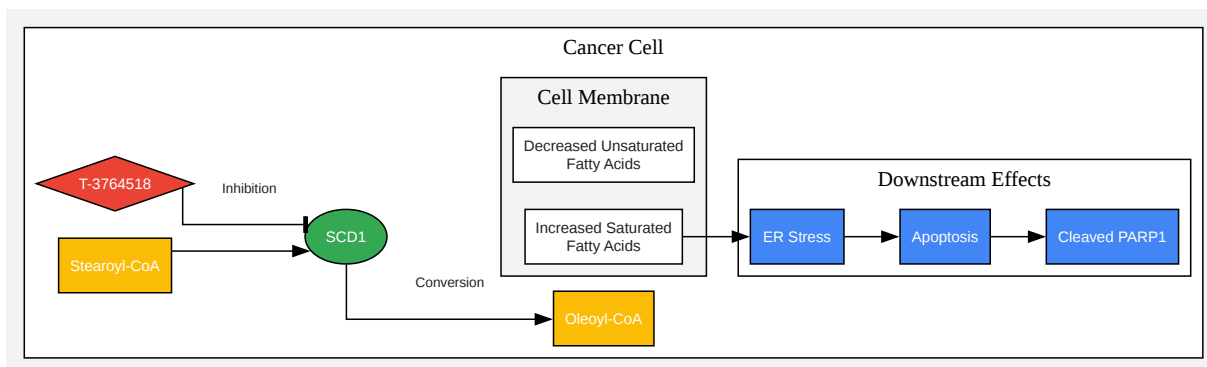 Cancer Cell
Cell Membrane
Decreased Unsaturated
Fatty Acids
T-3764518
Inhibition
Downstream Effects
SCD1
Increased Saturated
Fatty Acids
ER Stress
Apoptosis
Cleaved PARP1
Stearoyl-CoA
Conversion
Oleoyl-CoA